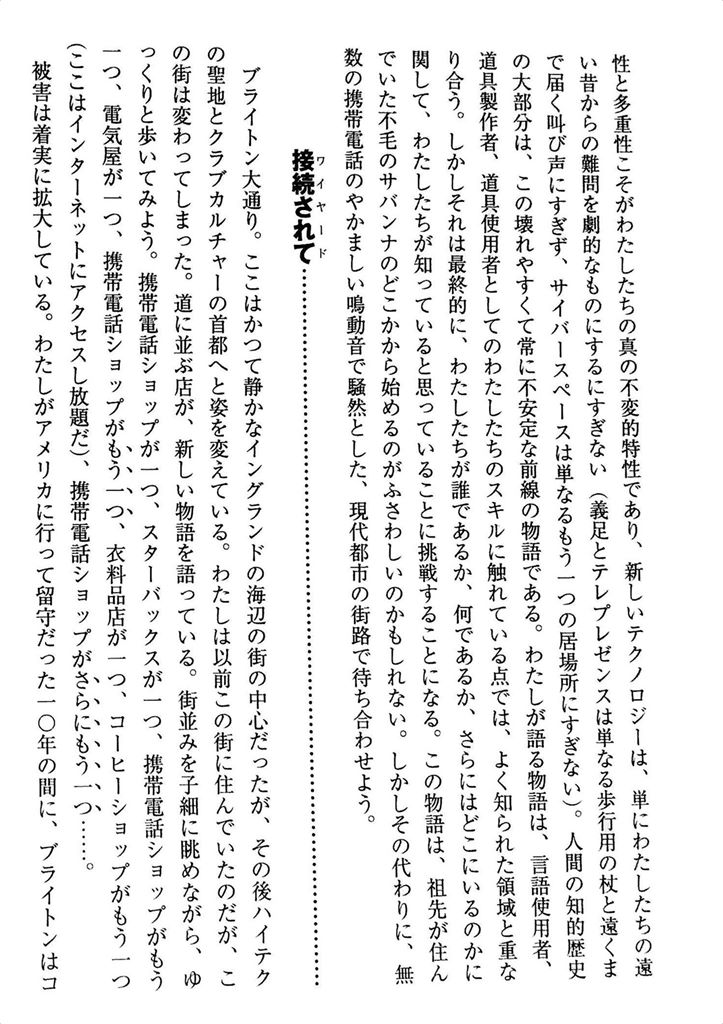 性と多重性こそがわたしたちの真の不変的特性であり、新しいテクノロジーは、単にわたしたちの遠
い昔からの難問を劇的なものにするにすぎない（義足とテレプレゼンスは単なる歩行用の杖と遠くま
で届く叫び声にすぎず、サイバースペースは単なるもう一つの居場所にすぎない）。人間の知的歴史
の大部分は、この壊れやすくて常に不安定な前線の物語である。わたしが語る物語は、言語使用者、
道具製作者、道具使用者としてのわたしたちのスキルに触れている点では、よく知られた領域と重な
り合う。しかしそれは最終的に、わたしたちが誰であるか、何であるか、さらにはどこにいるのかに
関して、わたしたちが知っていると思っていることに挑戦することになる。この物語は、祖先が住ん
でいた不毛のサバンナのどこかから始めるのがふさわしいのかもしれない。しかしその代わりに、無
数の携帯電話のやかましい鳴動音で騒然とした、現代都市の街路で待ち合わせよう。
ワイヤード
接続されて……………………………………………………
ブライトン大通り。ここはかつて静かなイングランドの海辺の街の中心だったが、その後ハイテク
の聖地とクラブカルチャーの首都へと姿を変えている。わたしは以前この街に住んでいたのだが、こ
の街は変わってしまった。道に並ぶ店が、新しい物語を語っている。街並みを子細に眺めながら、ゆ
っくりと歩いてみよう。携帯電話ショップが一つ、スターバックスが一つ、携帯電話ショップがもう
一つ、電気屋が一つ、携帯電話ショップがもう一つ、衣料品店が一つ、コーヒーショップがもう一つ
（ここはインターネットにアクセスし放題だ）、携帯電話ショップがさらにもう一つ……。
被害は着実に拡大している。わたしがアメリカに行って留守だった一〇年の間に、ブライトンはコ